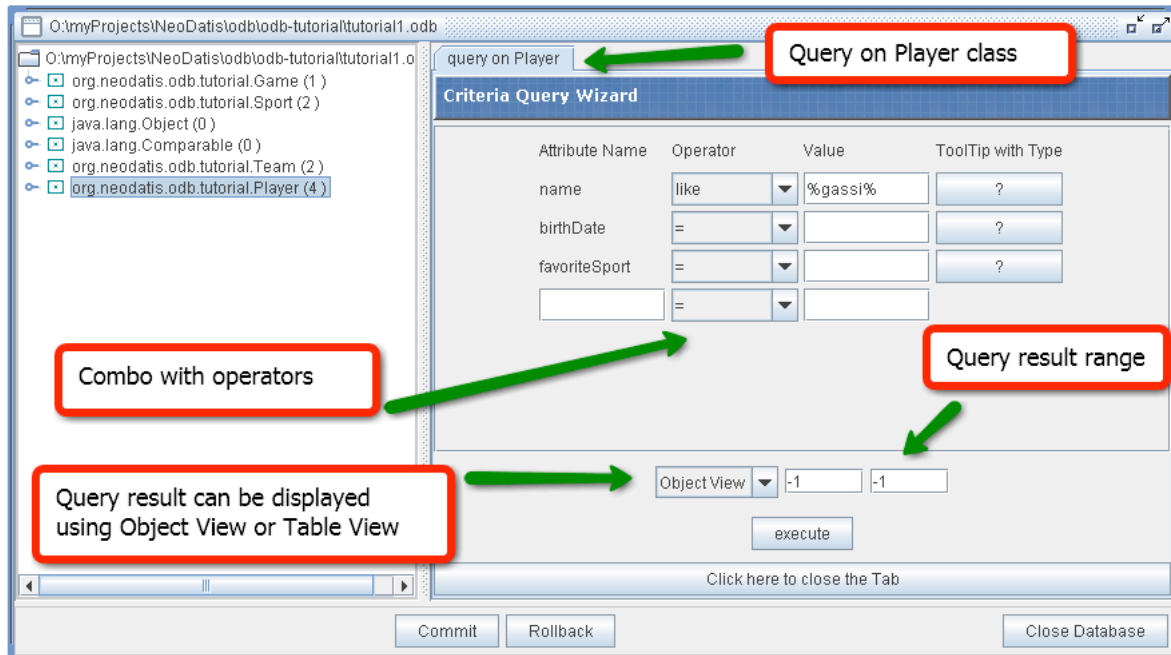 O:\myProjects\NeoDatis\odb\odb-tutorial\tutorial1.odb
O:\myProjects\NeoDatis\odb\odb-tutorial\tutorial1.o
org.neodatis.odb.tutorial.Game (1 )
org.neodatis.odb.tutorial.Sport (2 )
java.lang.Object (0 )
java.lang.Comparable (0 )
org.neodatis.odb.tutorial.Team (2 )
org.neodatis.odb.tutorial.Player (4 )
query on Player
Query on Player class
Criteria Query Wizard
Attribute Name Operator Value ToolTip with Type
name like %gassi% ?
birthDate = ?
favoriteSport = ?
=
Combo with operators
Query result range
Query result can be displayed
using Object View or Table View
Object View -1 -1
execute
Click here to close the Tab
Commit Rollback Close Database